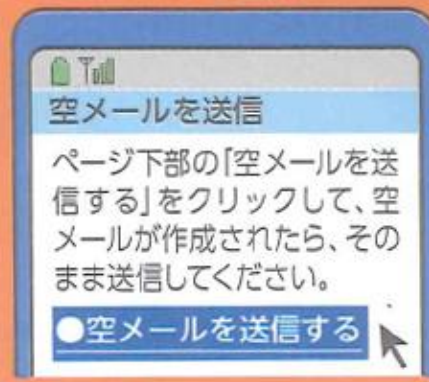 空メールを送信
ページ下部の「空メールを送
信する」をクリックして、空
メールが作成されたら、その
まま送信してください。
●空メールを送信する